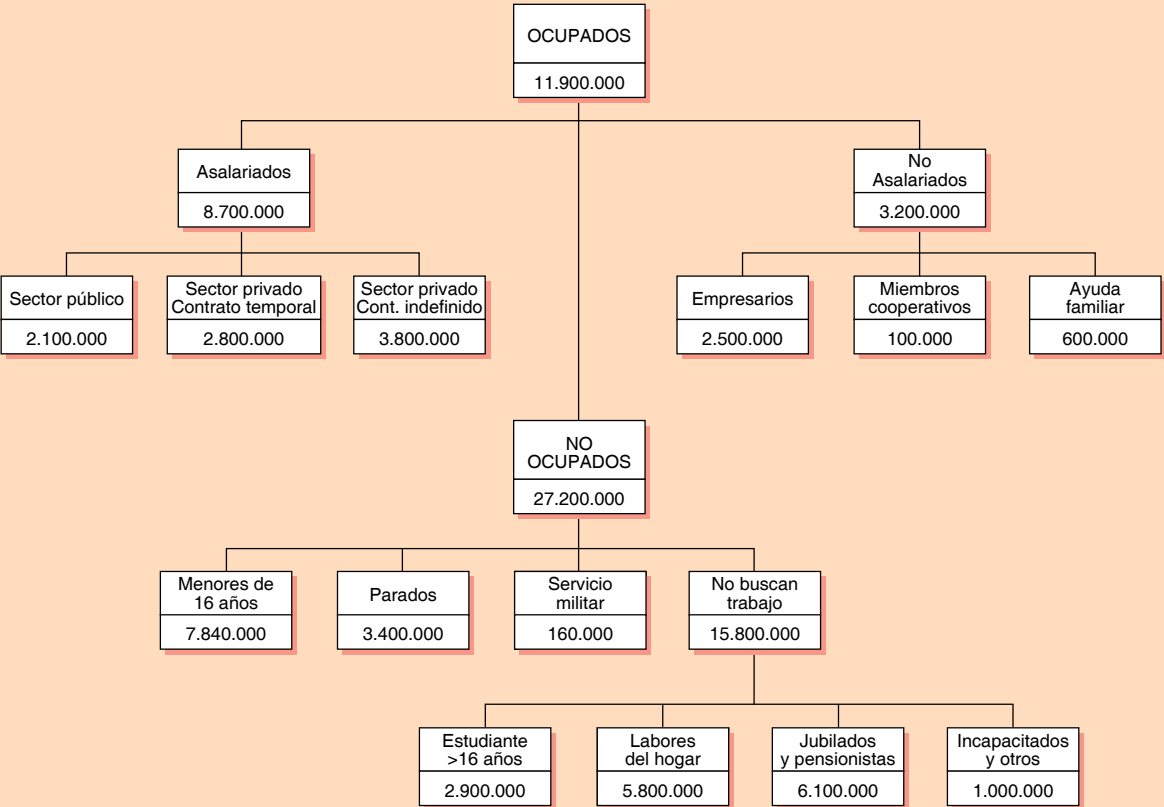 OCUPADOS
11.900.000
Asalariados
8.700.000
No
Asalariados
3.200.000
Sector público
2.100.000
Sector privado
Contrato temporal
2.800.000
Sector privado
Cont. indefinido
3.800.000
Empresarios
2.500.000
Miembros
cooperativos
100.000
Ayuda
familiar
600.000
NO
OCUPADOS
27.200.000
Menores de
16 años
7.840.000
Parados
3.400.000
Servicio
militar
160.000
No buscan
trabajo
15.800.000
Estudiante
>16 años
2.900.000
Labores
del hogar
5.800.000
Jubilados
y pensionistas
6.100.000
Incapacitados
y otros
1.000.000